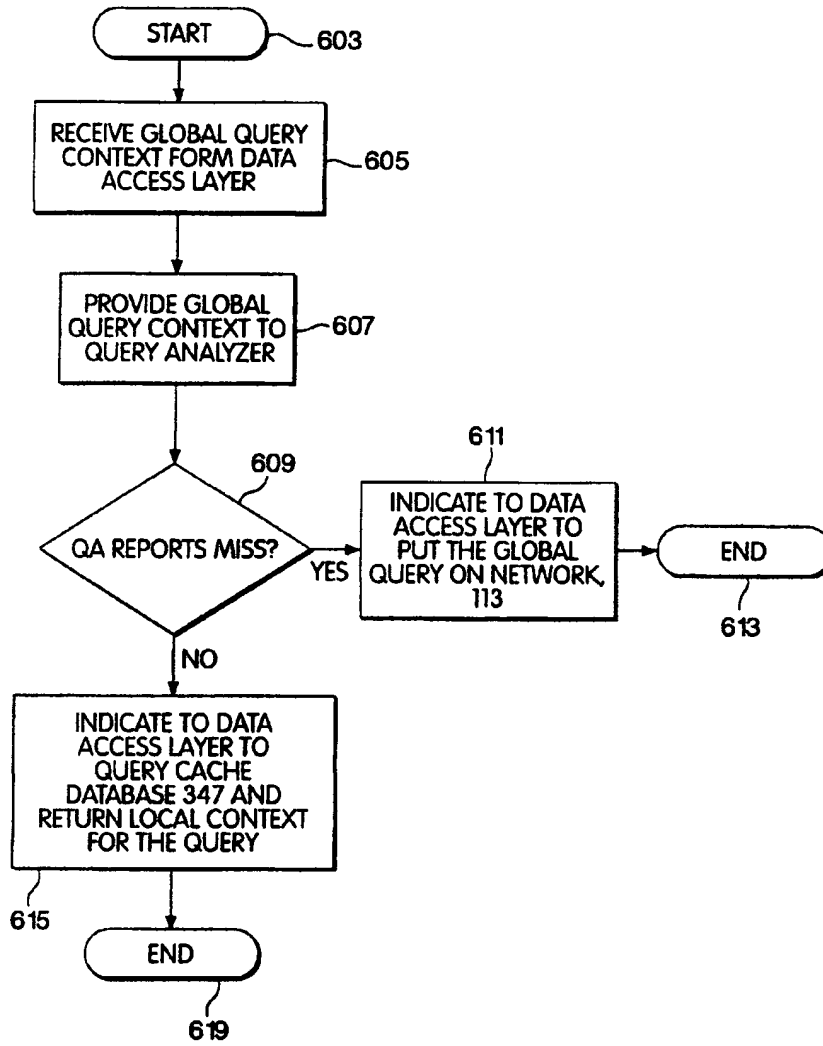 START
603
RECEIVE GLOBAL QUERY
CONTEXT FORM DATA
ACCESS LAYER
605
PROVIDE GLOBAL
QUERY CONTEXT TO
QUERY ANALYZER
607
609
QA REPORTS MISS?
YES
611
INDICATE TO DATA
ACCESS LAYER TO
PUT THE GLOBAL
QUERY ON NETWORK,
113
END
613
NO
INDICATE TO DATA
ACCESS LAYER TO
QUERY CACHE
DATABASE 347 AND
RETURN LOCAL CONTEXT
FOR THE QUERY
615
END
619